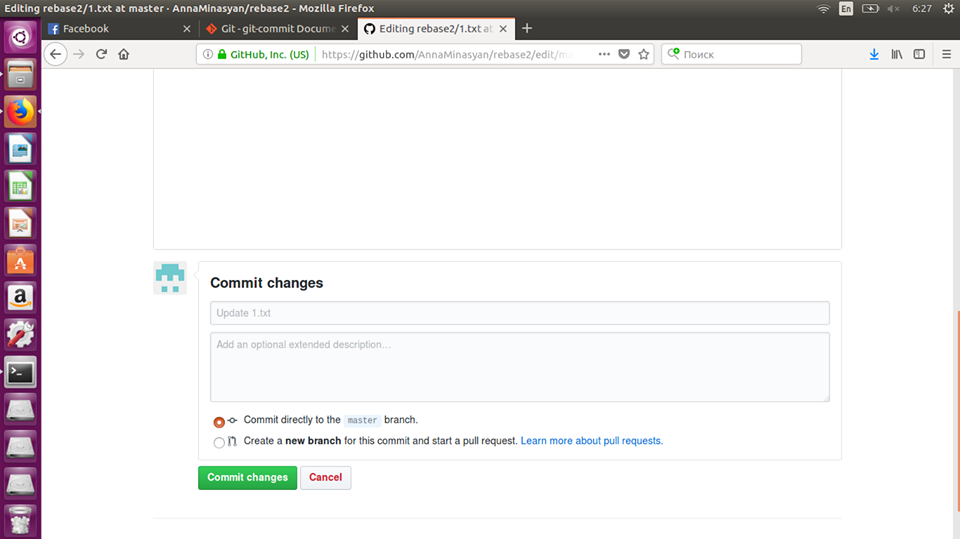 Editing rebase2/1.txt at master · AnnaMinasyan/rebase2 - Mozilla Firefox
En
6:27
Facebook
Git - git-commit Docume
Editing rebase2/1.txt at
GitHub, Inc. (US)
https://github.com/AnnaMinasyan/rebase2/edit/m
Поиск
Commit changes
Update 1.txt
Add an optional extended description…
Commit directly to the master branch.
Create a new branch for this commit and start a pull request. Learn more about pull requests.
Commit changes
Cancel